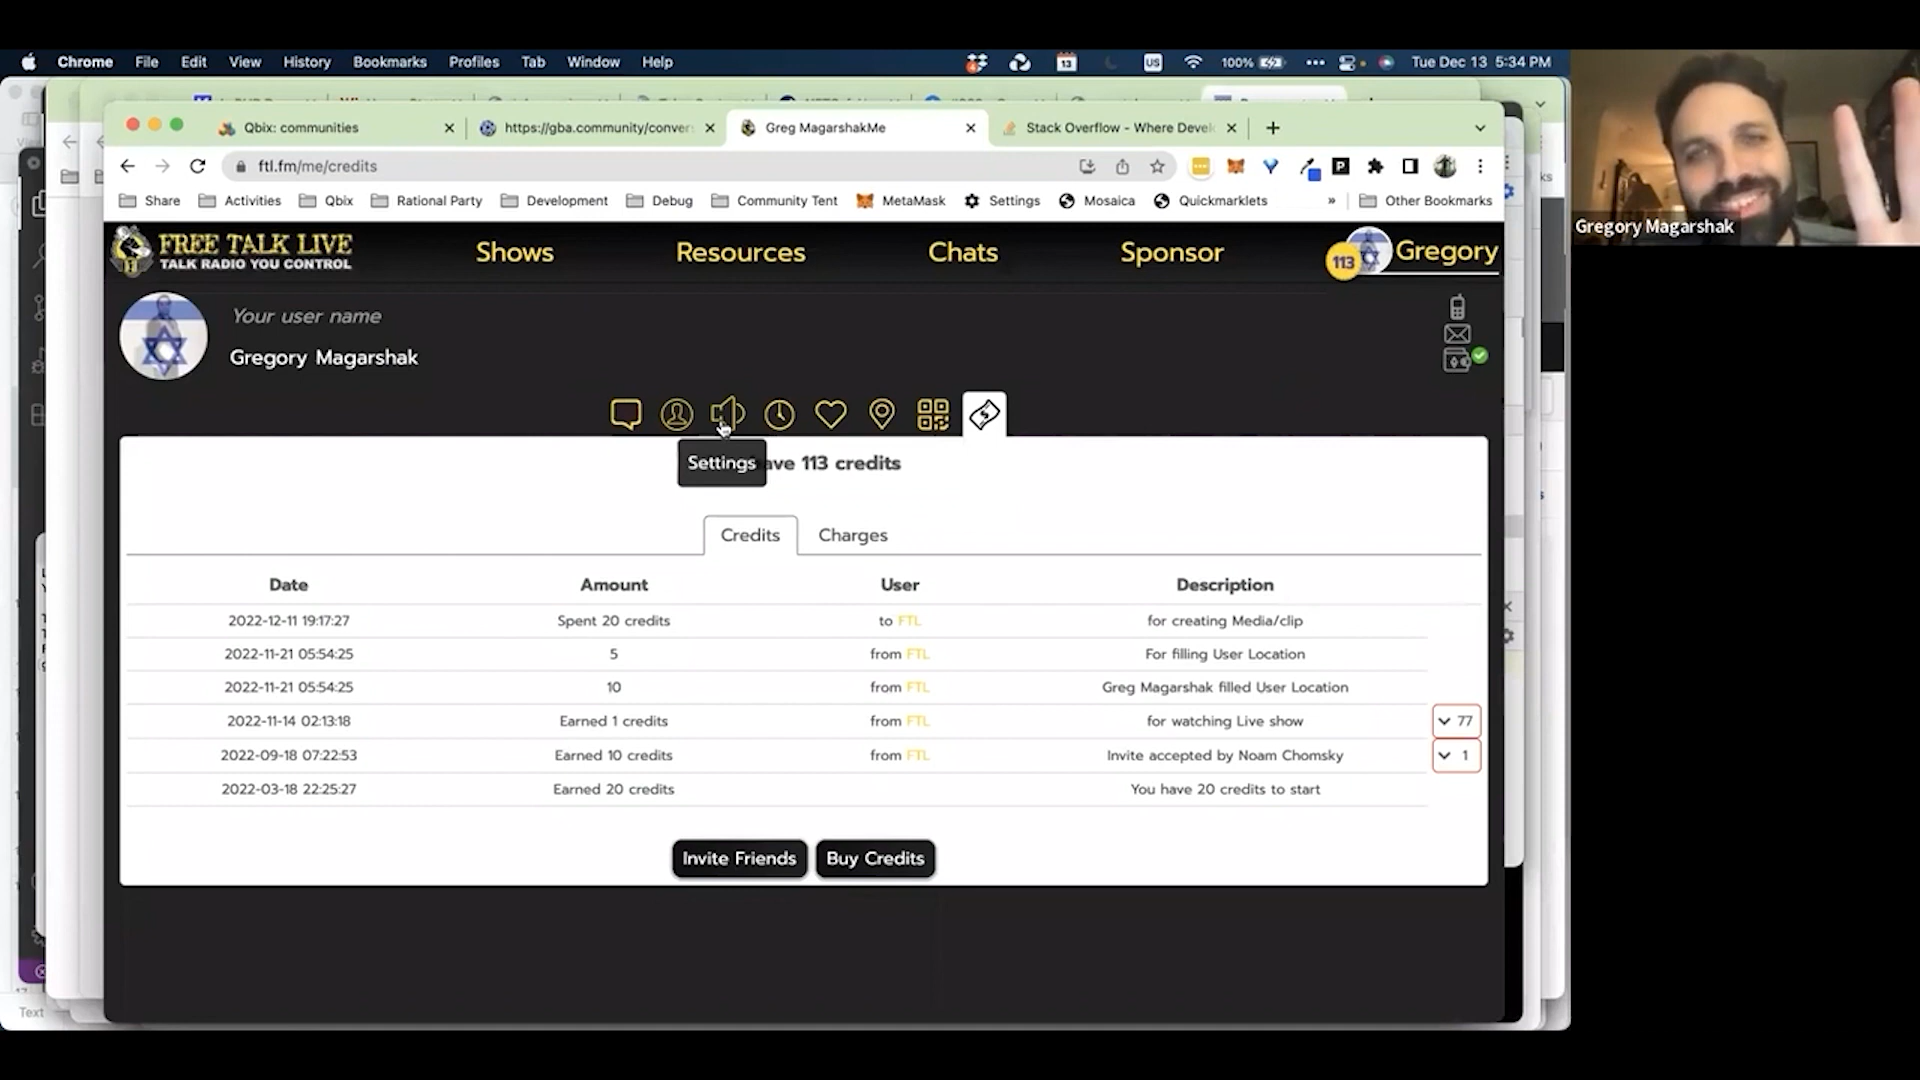 Chrome File Edit View History Bookmarks Profiles Tab Window Help 13 US 100% Tue Dec 13 5:34 PM
Qbix: communities https://gba.community/conver Greg MagarshakMe Stack Overflow - Where Devel
ftl.fm/me/credits
Share Activities Qbix Rational Party Development Debug Community Tent MetaMask Settings Mosaica Quickmarklets » Other Bookmarks
Gregory Magarshak
FREE TALK LIVE
TALK RADIO YOU CONTROL
Shows Resources Chats Sponsor 113 Gregory
Your user name
Gregory Magarshak
Settings
ave 113 credits
Credits Charges
Date Amount User Description
2022-12-11 19:17:27 Spent 20 credits to FTL for creating Media/clip
2022-11-21 05:54:25 5 from FTL For filling User Location
2022-11-21 05:54:25 10 from FTL Greg Magarshak filled User Location
2022-11-14 02:13:18 Earned 1 credits from FTL for watching Live show 77
2022-09-18 07:22:53 Earned 10 credits from FTL Invite accepted by Noam Chomsky 1
2022-03-18 22:25:27 Earned 20 credits You have 20 credits to start
Invite Friends Buy Credits
Text